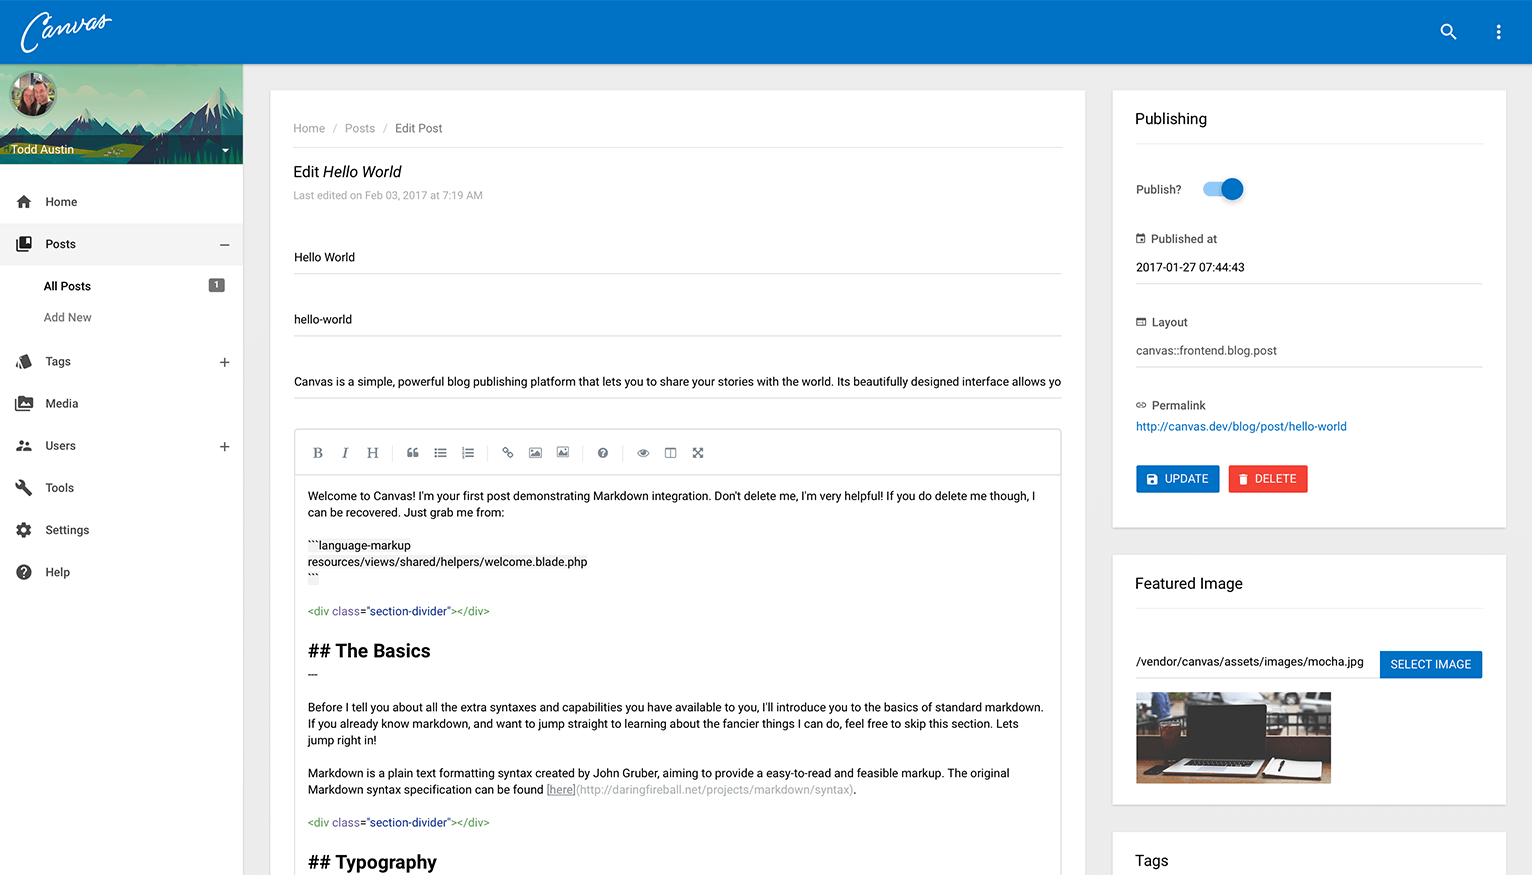 Canvas
Todd Austin
Home
Posts
All Posts
1
Add New
Tags
Media
Users
Tools
Settings
Help
Home / Posts / Edit Post
Edit Hello World
Last edited on Feb 03, 2017 at 7:19 AM
Hello World
hello-world
Canvas is a simple, powerful blog publishing platform that lets you to share your stories with the world. Its beautifully designed interface allows yo
B I H
Welcome to Canvas! I'm your first post demonstrating Markdown integration. Don't delete me, I'm very helpful! If you do delete me though, I
can be recovered. Just grab me from:
```language-markup
resources/views/shared/helpers/welcome.blade.php
```
<div class="section-divider"></div>
## The Basics
---
Before I tell you about all the extra syntaxes and capabilities you have available to you, I'll introduce you to the basics of standard markdown.
If you already know markdown, and want to jump straight to learning about the fancier things I can do, feel free to skip this section. Lets
jump right in!
Markdown is a plain text formatting syntax created by John Gruber, aiming to provide a easy-to-read and feasible markup. The original
Markdown syntax specification can be found [here](http://daringfireball.net/projects/markdown/syntax).
<div class="section-divider"></div>
## Typography
Publishing
Publish?
Published at
2017-01-27 07:44:43
Layout
canvas::frontend.blog.post
Permalink
http://canvas.dev/blog/post/hello-world
UPDATE
DELETE
Featured Image
/vendor/canvas/assets/images/mocha.jpg
SELECT IMAGE
Tags